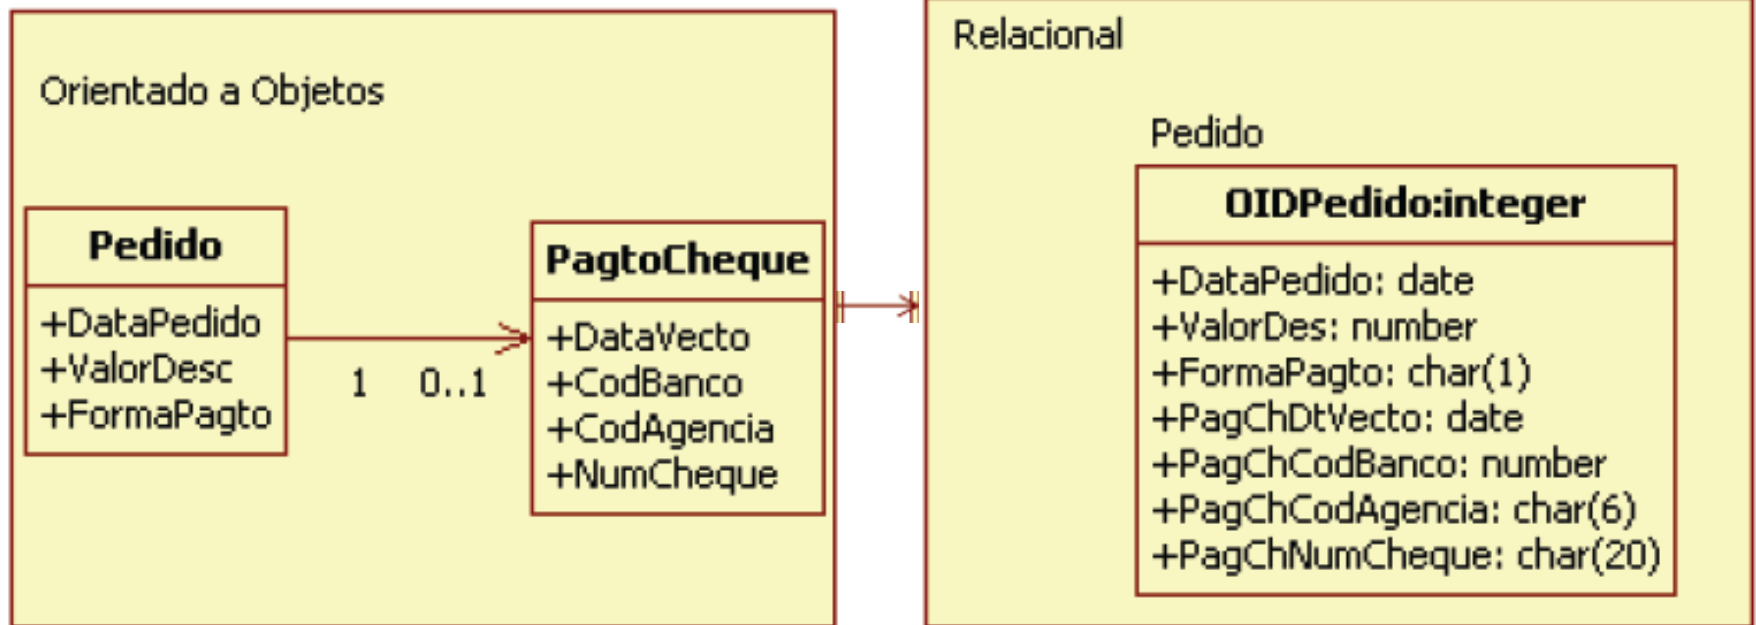 Orientado a Objetos
Pedido
+DataPedido
+ValorDesc
+FormaPagto
1 0..1
PagtoCheque
+DataVecto
+CodBanco
+CodAgencia
+NumCheque
Relacional
Pedido
OIDPedido:integer
+DataPedido: date
+ValorDes: number
+FormaPagto: char(1)
+PagChDtVecto: date
+PagChCodBanco: number
+PagChCodAgencia: char(6)
+PagChNumCheque: char(20)